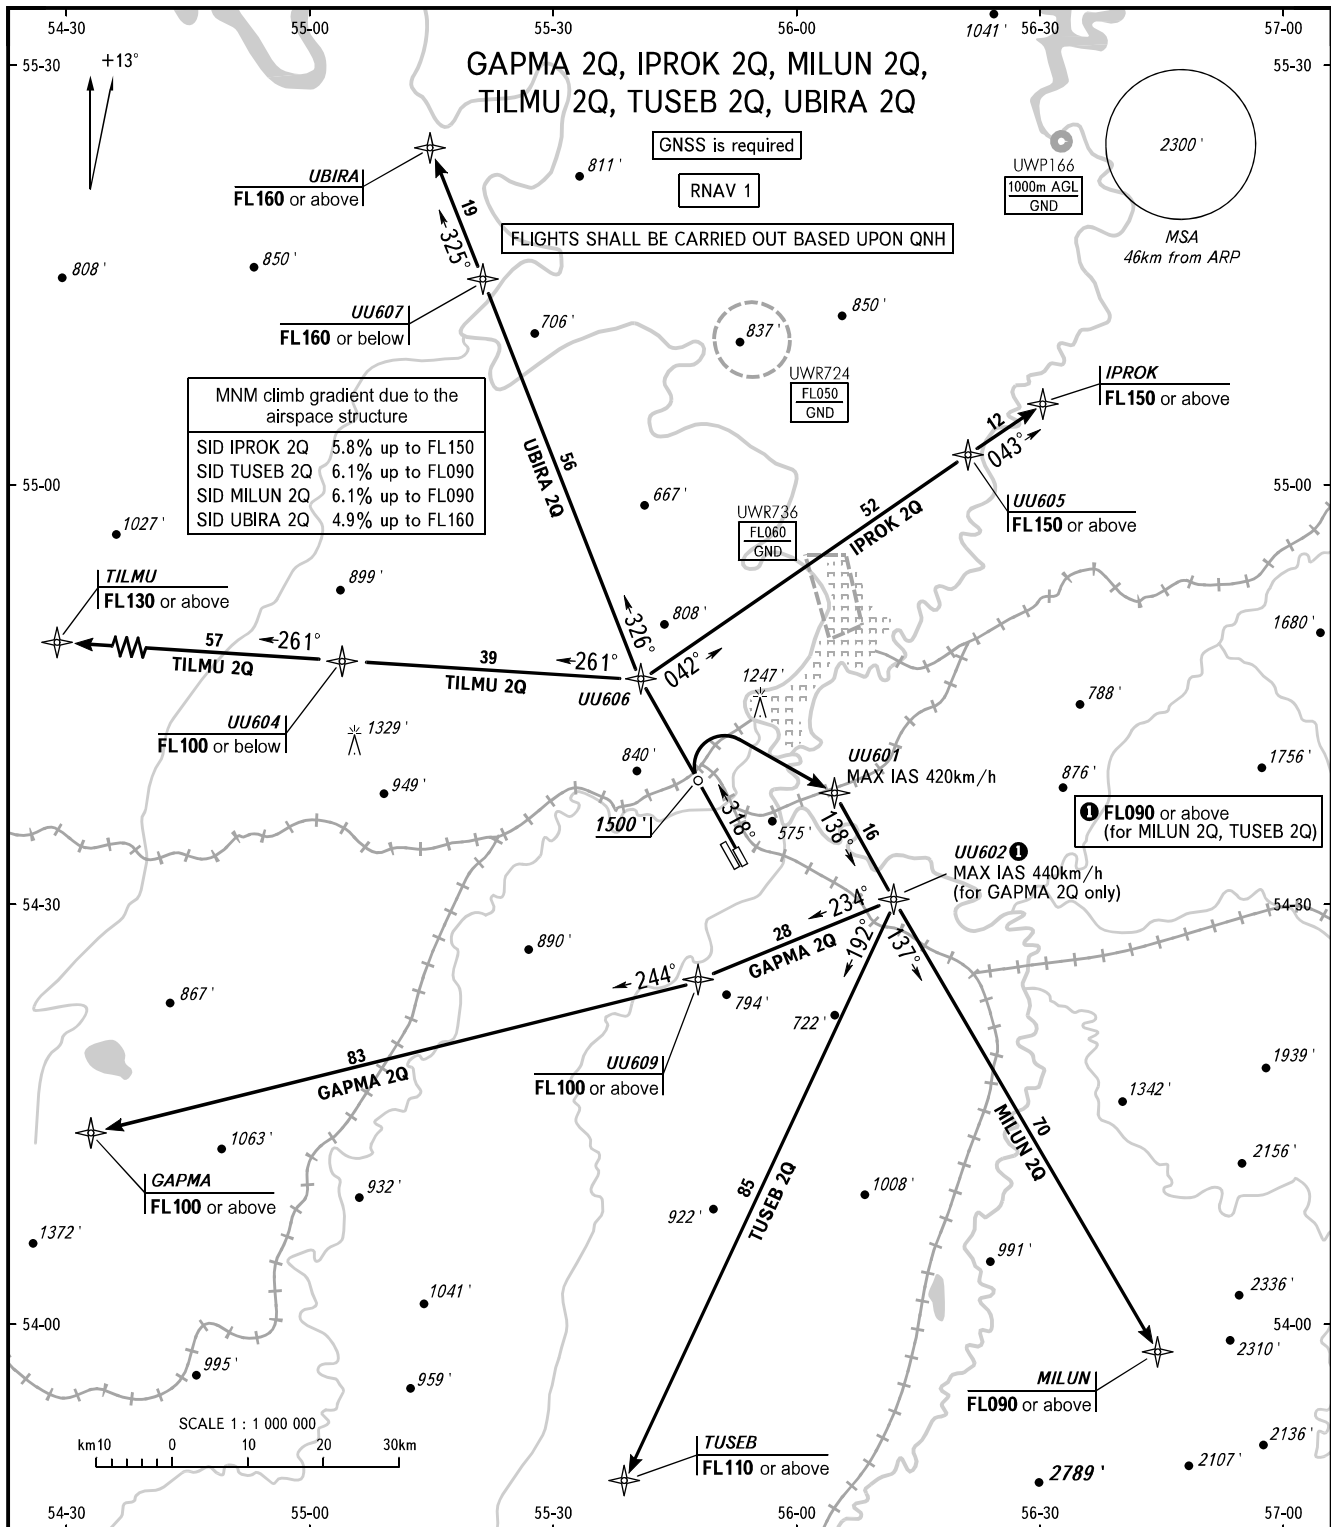 54-30
55-00
55-30
56-00
56-30
57-00
1041'
55-30
55-30
+13°
GAPMA 2Q, IPROK 2Q, MILUN 2Q,
TILMU 2Q, TUSEB 2Q, UBIRA 2Q
GNSS is required
RNAV 1
FLIGHTS SHALL BE CARRIED OUT BASED UPON QNH
2300'
MSA
46km from ARP
UWP166
1000m AGL
GND
811'
UBIRA
FL160 or above
19
325°
808'
850'
UU607
FL160 or below
706'
837'
850'
UWR724
FL050
GND
IPROK
FL150 or above
12
043°
MNM climb gradient due to the
airspace structure
SID IPROK 2Q 5.8% up to FL150
SID TUSEB 2Q 6.1% up to FL090
SID MILUN 2Q 6.1% up to FL090
SID UBIRA 2Q 4.9% up to FL160
56
UBIRA 2Q
55-00
55-00
UU605
FL150 or above
667'
52
IPROK 2Q
UWR736
FL060
GND
1027'
TILMU
FL130 or above
899'
808'
326°
042°
1680'
57
TILMU 2Q
261°
39
TILMU 2Q
261°
UU606
1247'
788'
UU604
FL100 or below
1329'
949'
840'
UU601
MAX IAS 420km/h
1756'
876'
1 FL090 or above
(for MILUN 2Q, TUSEB 2Q)
1500'
318°
575'
138°
16
UU602 1
MAX IAS 440km/h
(for GAPMA 2Q only)
54-30
54-30
234°
28
GAPMA 2Q
192°
137°
890'
244°
867'
794'
722'
UU609
FL100 or above
83
GAPMA 2Q
1939'
1342'
70
MILUN 2Q
1063'
2156'
GAPMA
FL100 or above
932'
85
TUSEB 2Q
1008'
922'
1372'
991'
1041'
2336'
54-00
54-00
2310'
995'
959'
MILUN
FL090 or above
SCALE 1 : 1 000 000
km10 0 10 20 30km
TUSEB
FL110 or above
2136'
2107'
2789'
54-30
55-00
55-30
56-00
56-30
57-00